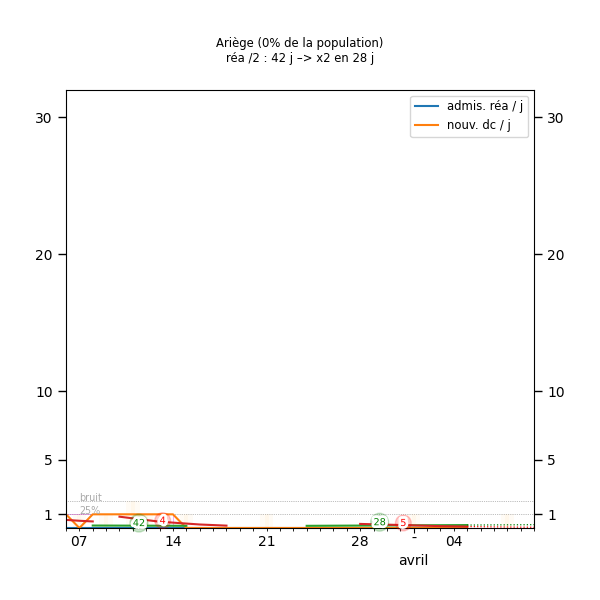 Ariège (0% de la population)
réa /2 : 42 j –> x2 en 28 j
admis. réa / j
nouv. dc / j
30 30
20 20
10 10
5 5
bruit
25%
1 1
42 4 28 5
07 14 21 28 - 04
avril